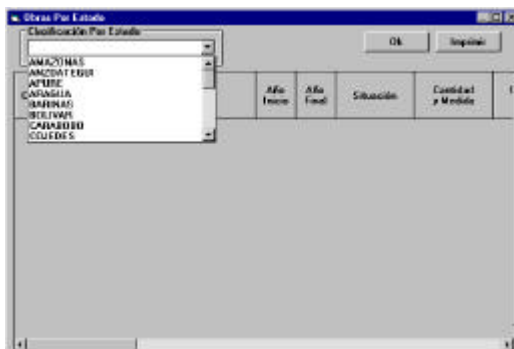 Obras Por Estado
Clasificación Por Estado
Ok
Imprimir
AMAZONAS
ANZOATEGUI
APURE
ARAGUA
BARINAS
BOLIVAR
CARABOBO
COJEDES
Año Inicio
Año Final
Situación
Cantidad y Medida